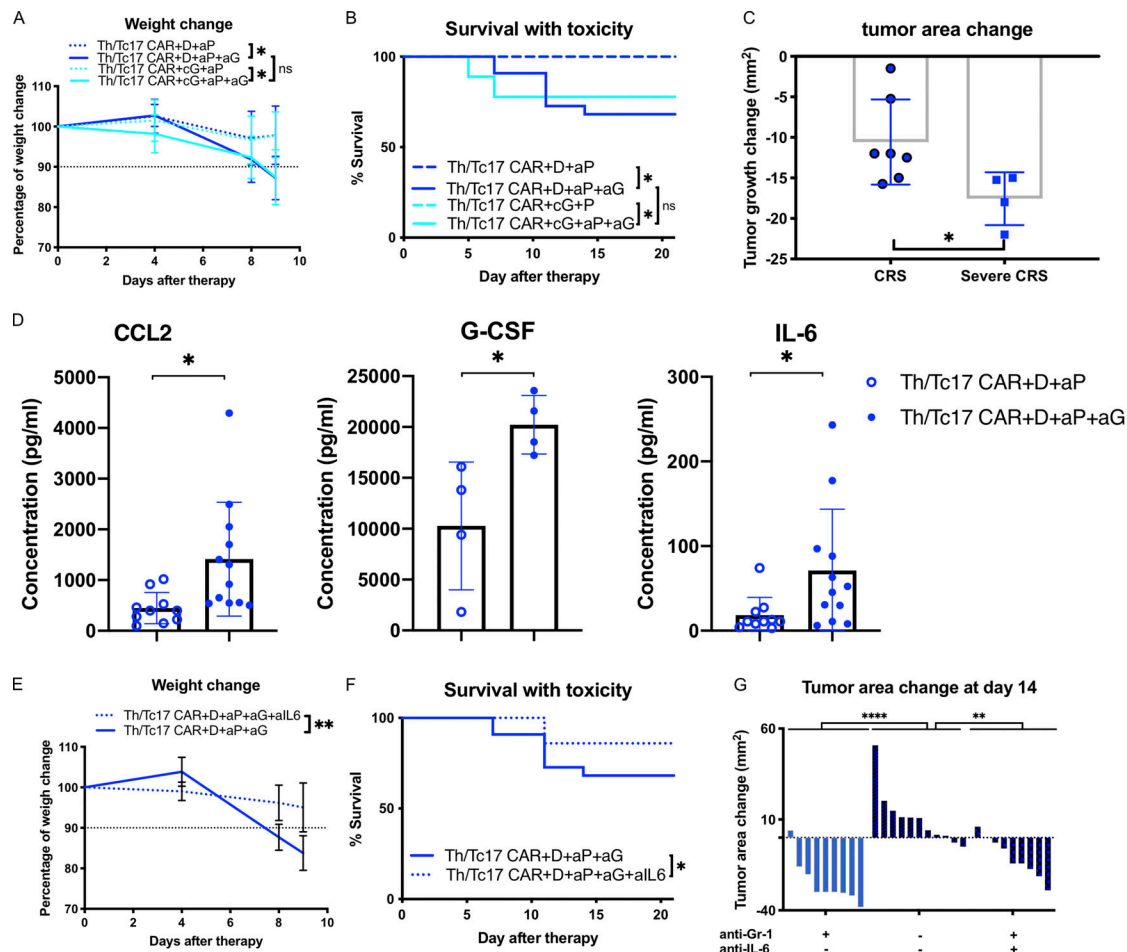 A
Weight change
Th/Tc17 CAR+D+aP
Th/Tc17 CAR+D+aP+aG
Th/Tc17 CAR+cG+aP
Th/Tc17 CAR+cG+aP+aG
*
*
ns
Percentage of weight change
110
100
90
80
70
0 2 4 6 8 10
Days after therapy
B
Survival with toxicity
% Survival
100
50
0
Th/Tc17 CAR+D+aP
Th/Tc17 CAR+D+aP+aG
Th/Tc17 CAR+cG+P
Th/Tc17 CAR+cG+aP+aG
*
*
ns
0 5 10 15 20
Day after therapy
C
tumor area change
Tumor growth change (mm²)
0
-5
-10
-15
-20
-25
*
CRS Severe CRS
D
CCL2
*
Concentration (pg/ml)
5000
4000
3000
2000
1000
0
G-CSF
*
Concentration (pg/ml)
25000
20000
15000
10000
5000
0
IL-6
*
Concentration (pg/ml)
300
200
100
0
Th/Tc17 CAR+D+aP
Th/Tc17 CAR+D+aP+aG
E
Weight change
Th/Tc17 CAR+D+aP+aG+aIL6
Th/Tc17 CAR+D+aP+aG
**
Percentage of weigh change
110
100
90
80
70
0 2 4 6 8 10
Days after therapy
F
Survival with toxicity
% Survival
100
50
0
Th/Tc17 CAR+D+aP+aG
Th/Tc17 CAR+D+aP+aG+aIL6
*
0 5 10 15 20
Day after therapy
G
Tumor area change at day 14
**** **
Tumor area change (mm²)
60
10
-40
anti-Gr-1 + - +
anti-IL-6 - - +